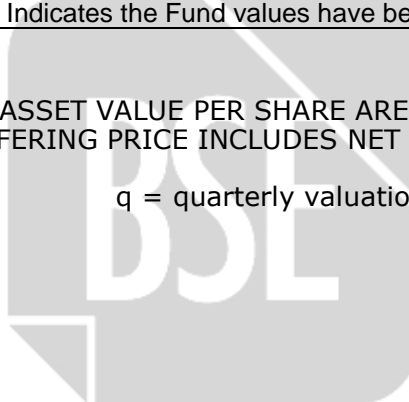 Indicates the Fund values have be
ASSET VALUE PER SHARE ARE
FERING PRICE INCLUDES NET
q = quarterly valuatio
BSE